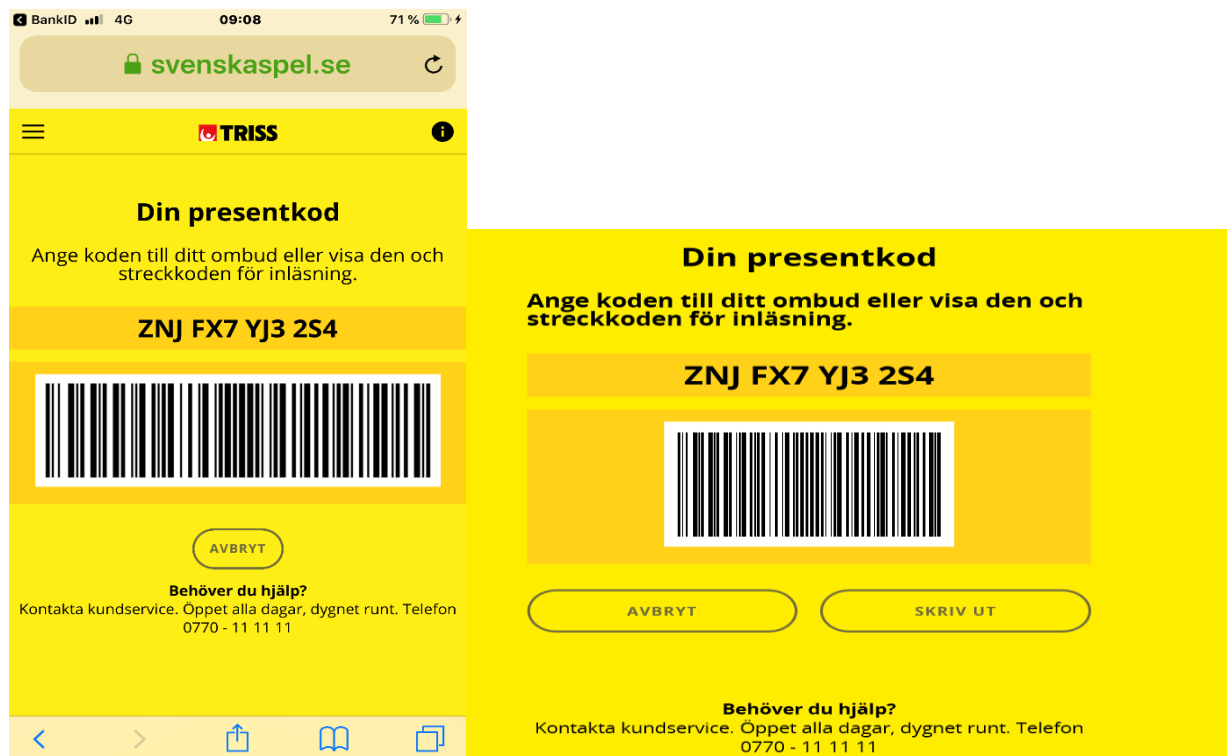 BankID 4G 09:08 71 %
svenskaspel.se
TRISS
Din presentkod
Ange koden till ditt ombud eller visa den och
streckkoden för inläsning.
ZNJ FX7 YJ3 2S4
AVBRYT
Behöver du hjälp?
Kontakta kundservice. Öppet alla dagar, dygnet runt. Telefon
0770 - 11 11 11
Din presentkod
Ange koden till ditt ombud eller visa den och
streckkoden för inläsning.
ZNJ FX7 YJ3 2S4
AVBRYT SKRIV UT
Behöver du hjälp?
Kontakta kundservice. Öppet alla dagar, dygnet runt. Telefon
0770 - 11 11 11